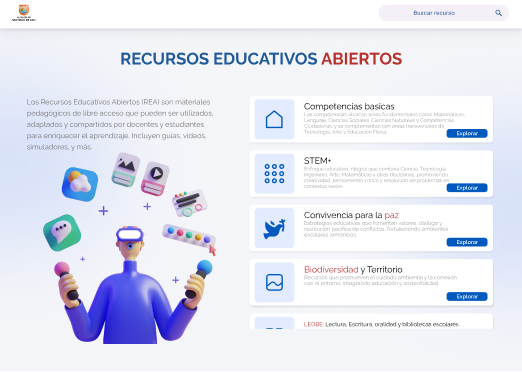 Buscar recurso
RECURSOS EDUCATIVOS ABIERTOS
Los Recursos Educativos Abiertos (REA) son materiales
pedagógicos de libre acceso que pueden ser utilizados,
adaptados y compartidos por docentes y estudiantes
para enriquecer el aprendizaje. Incluyen guías, videos,
simuladores, y más.
Competencias basicas
Las competencias abarcan áreas fundamentales como Matemáticas,
Lenguaje, Ciencias Sociales, Ciencias Naturales y Competencias
Ciudadanas, y se complementan con áreas transversales de
Tecnología, Arte y Educación Física.
Explorar
STEM+
Enfoque educativo integral que combina Ciencia, Tecnología,
Ingeniería, Arte, Matemáticas y otras disciplinas, promoviendo
creatividad, pensamiento crítico y resolución de problemas en
contextos reales.
Explorar
Convivencia para la paz
Estrategias educativas que fomentan valores, diálogo y
resolución pacífica de conflictos, fortaleciendo ambientes
escolares armónicos.
Explorar
Biodiversidad y Territorio
Recursos que promueven el cuidado ambiental y la conexión
con el entorno, integrando educación y sostenibilidad.
Explorar
LEOBE: Lectura, Escritura, oralidad y bibliotecas escolares